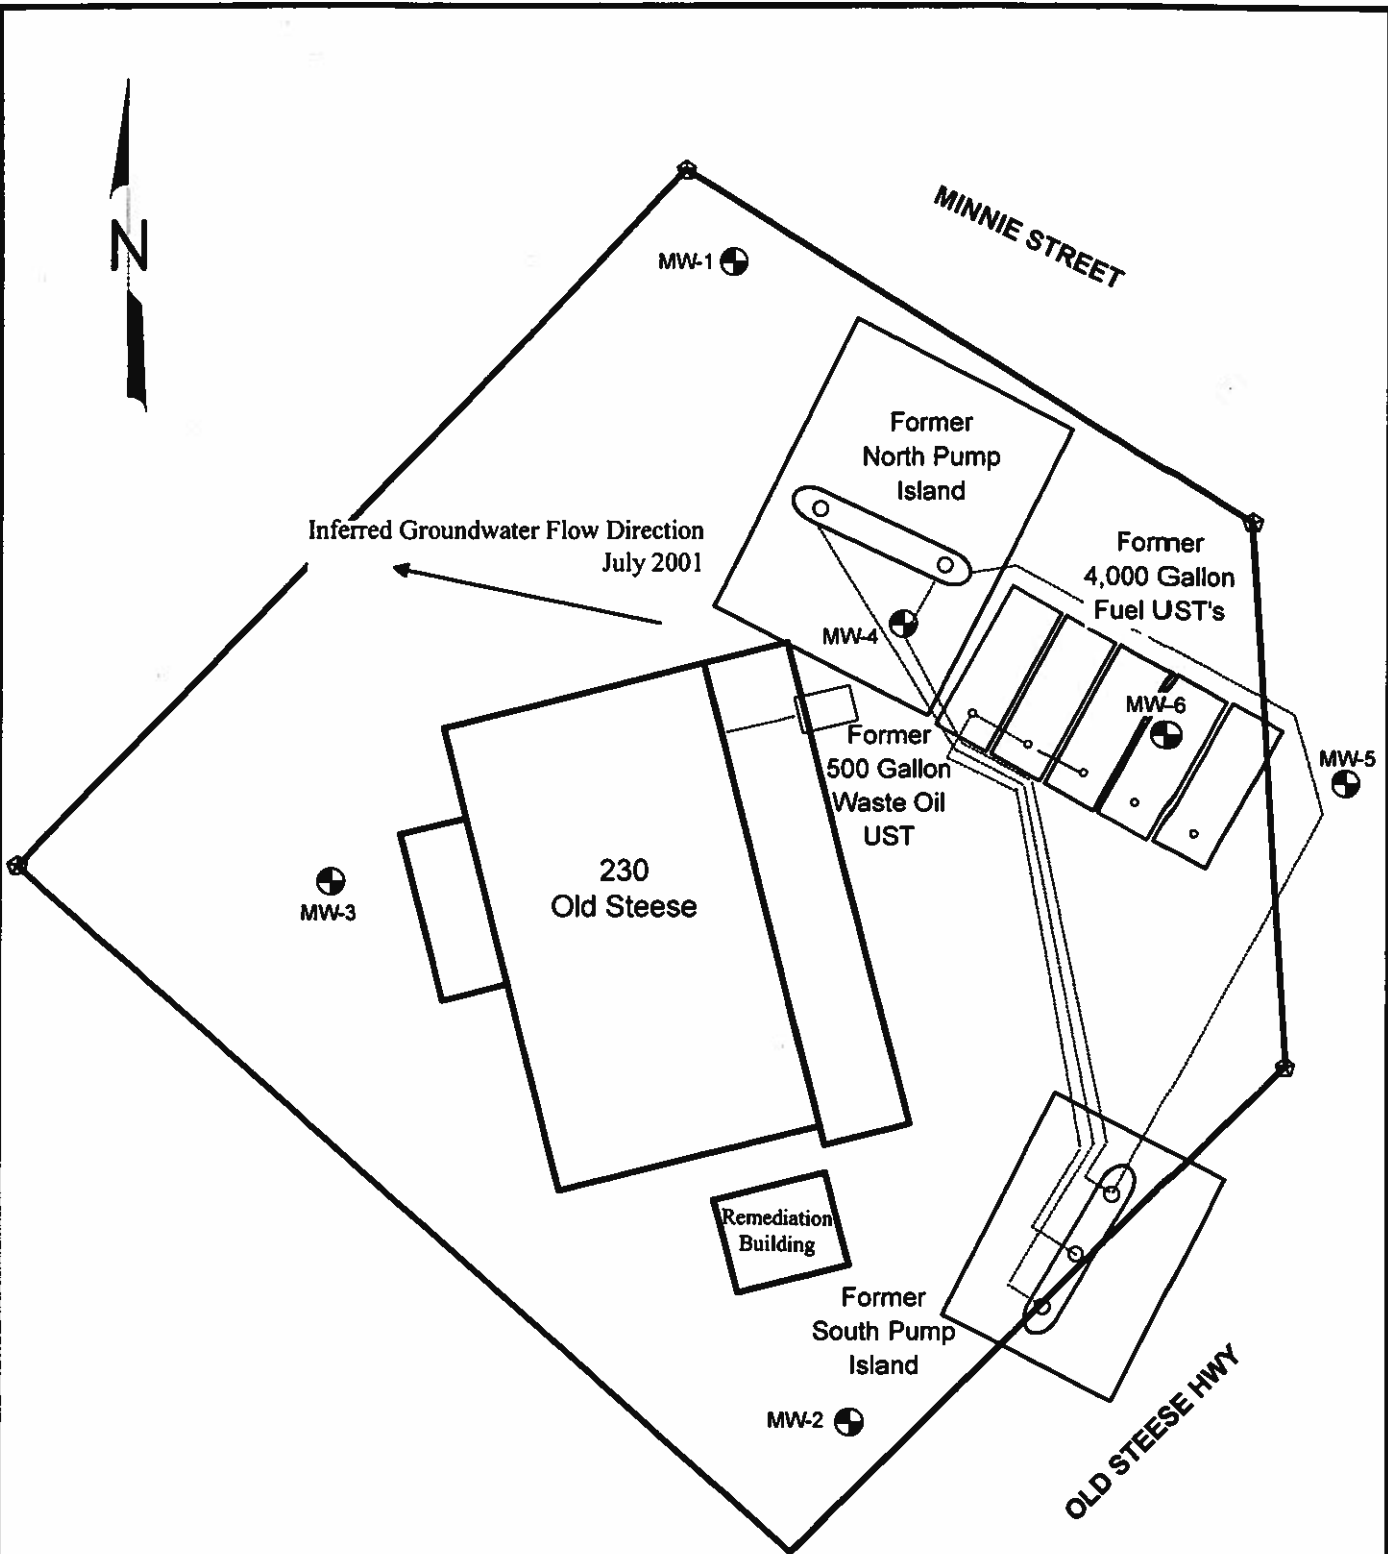 N
MINNIE STREET
MW-1
Former
North Pump
Island
Inferred Groundwater Flow Direction
July 2001
Former
4,000 Gallon
Fuel UST's
MW-4
MW-6
MW-5
Former
500 Gallon
Waste Oil
UST
230
Old Steese
MW-3
Remediation
Building
Former
South Pump
Island
MW-2
OLD STEESE HWY